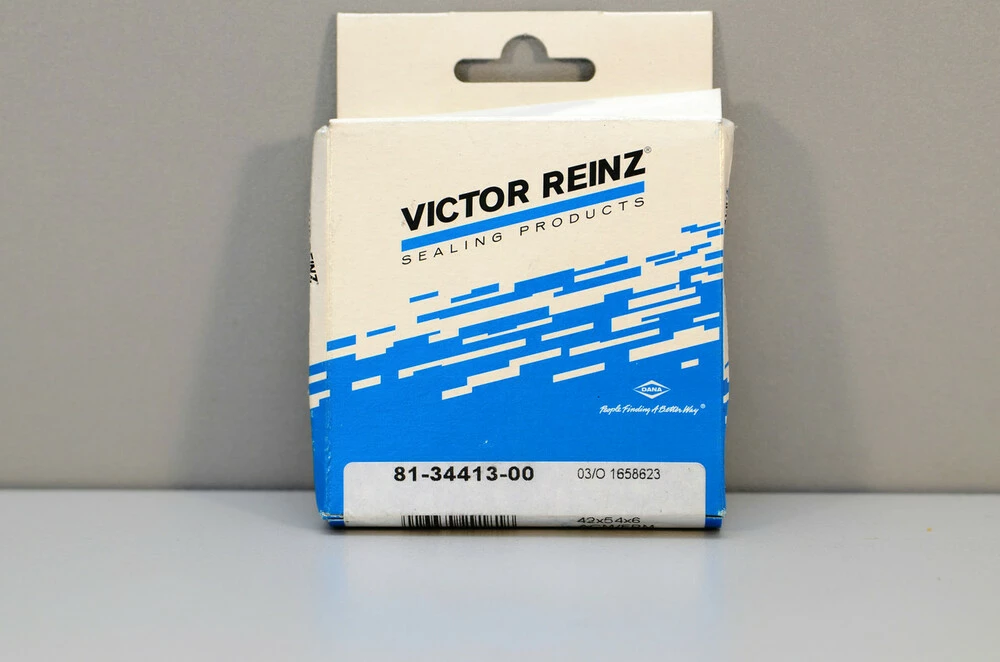 VICTOR REINZ®
SEALING PRODUCTS
DANA
People Finding A Better Way®
81-34413-00 03/O 1658623
42x54x6